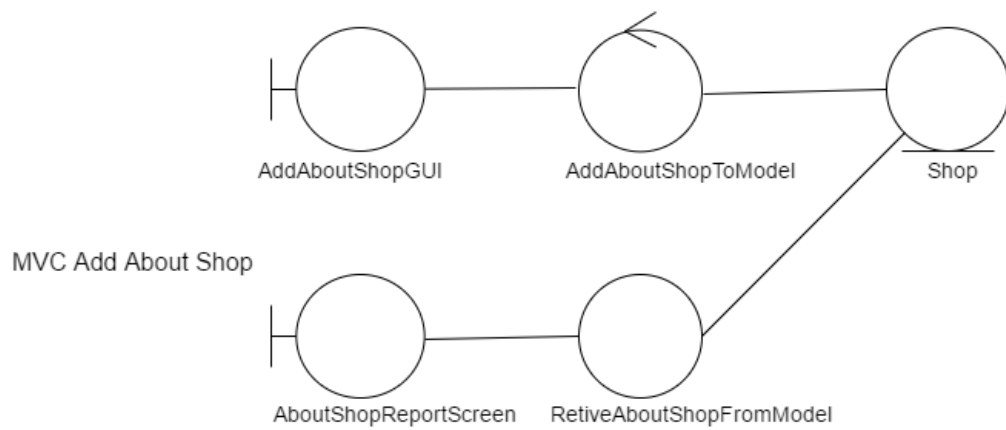 AddAboutShopGUI
AddAboutShopToModel
Shop
MVC Add About Shop
AboutShopReportScreen
RetiveAboutShopFromModel